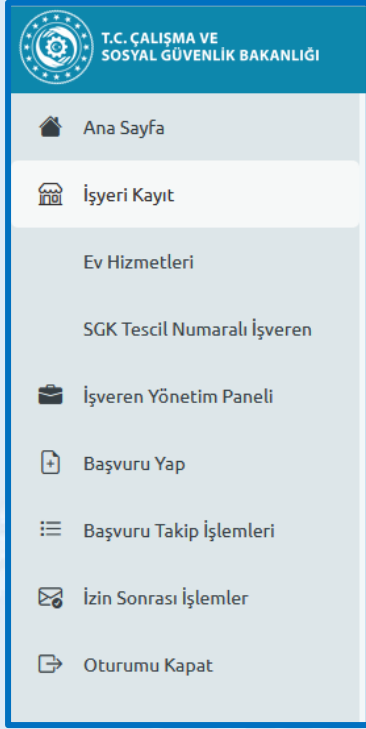 T.C. ÇALIŞMA VE
SOSYAL GÜVENLİK BAKANLIĞI
Ana Sayfa
İşyeri Kayıt
Ev Hizmetleri
SGK Tescil Numaralı İşveren
İşveren Yönetim Paneli
Başvuru Yap
Başvuru Takip İşlemleri
İzin Sonrası İşlemler
Oturumu Kapat